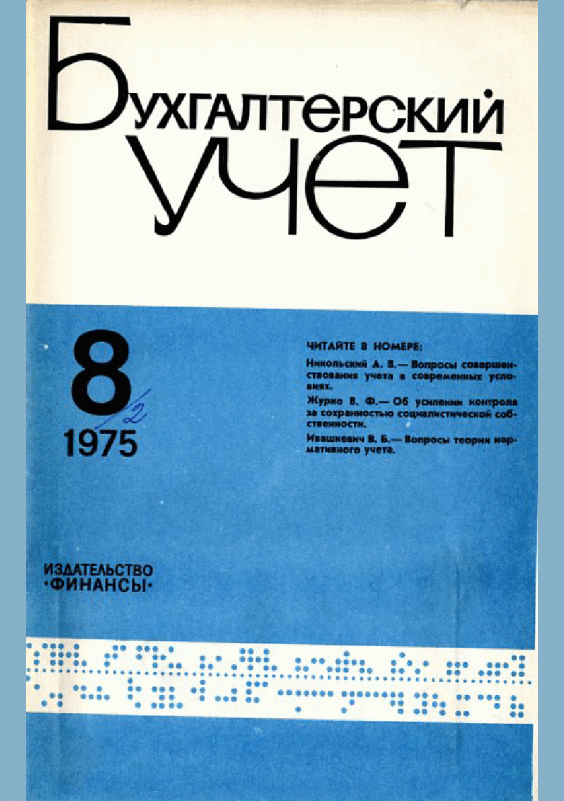 Бухгалтерский
учет
8
/2
1975
ЧИТАЙТЕ В НОМЕРЕ:
Никольский А. В.— Вопросы совершен-
ствования учета в современных усло-
виях.
Журко В. Ф.— Об усилении контроля
за сохранностью социалистической соб-
ственности.
Ивашкевич В. Б.— Вопросы теории нор-
мативного учета.
ИЗДАТЕЛЬСТВО
«ФИНАНСЫ»